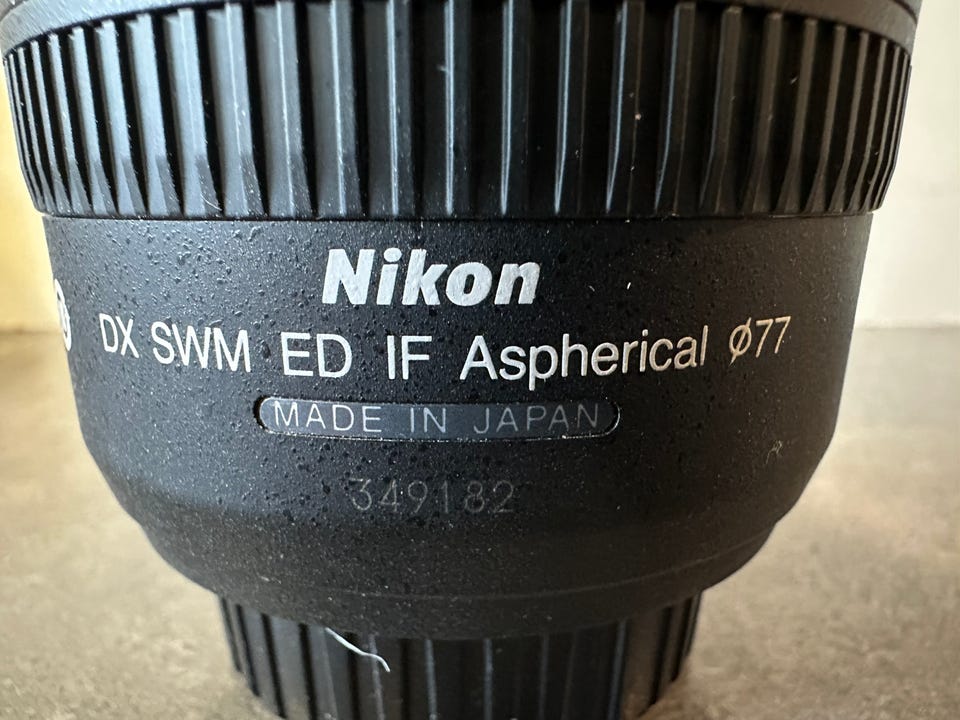 Nikon
DX SWM ED IF Aspherical ø77
MADE IN JAPAN
349182